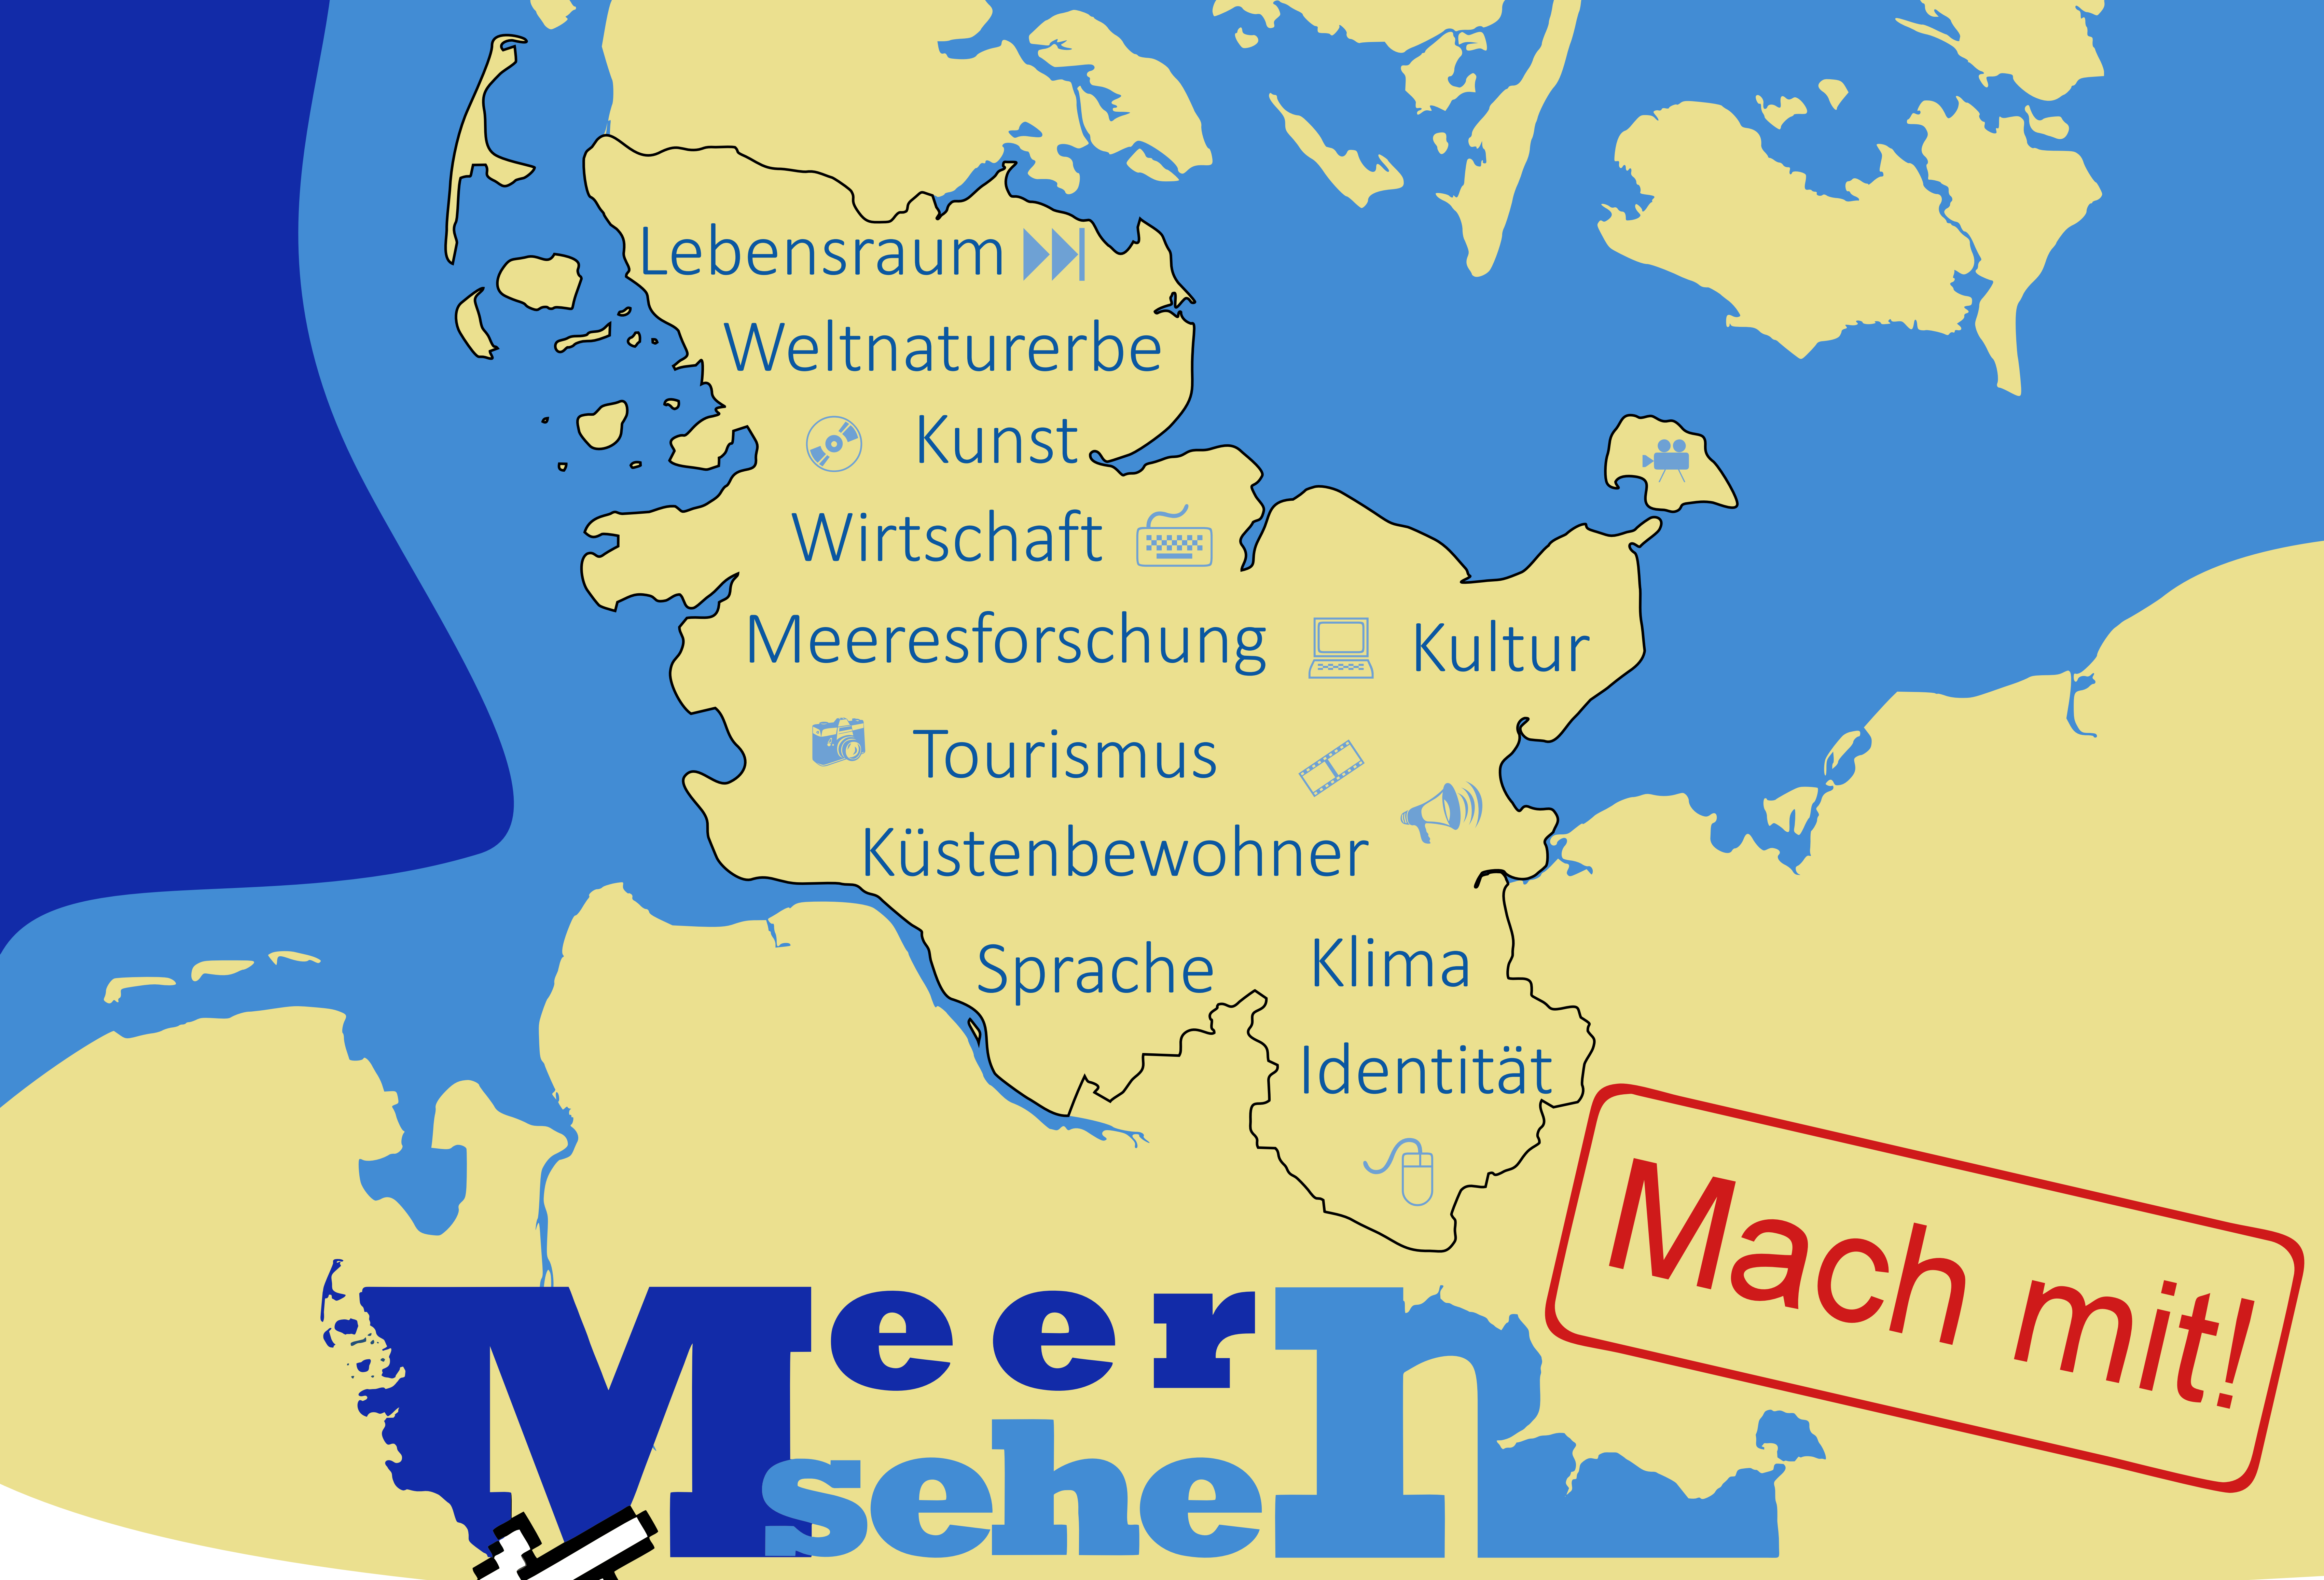 Lebensraum
Weltnaturerbe
Kunst
Wirtschaft
Meeresforschung Kultur
Tourismus
Küstenbewohner
Sprache Klima
Identität
Mach mit!
Meer
seheN